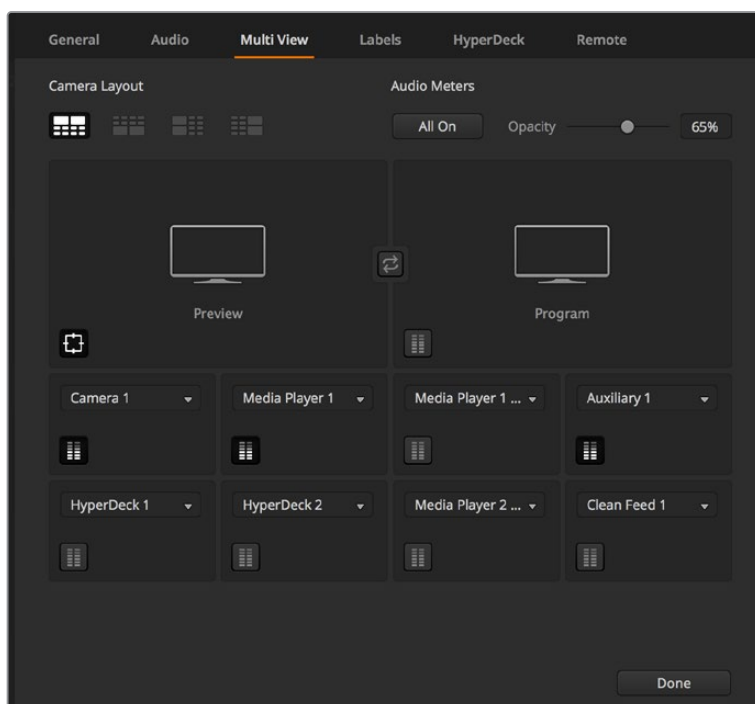 General Audio Multi View Labels HyperDeck Remote
Camera Layout Audio Meters
All On Opacity 65%
Preview Program
Camera 1 Media Player 1 Media Player 1 ... Auxiliary 1
HyperDeck 1 HyperDeck 2 Media Player 2 ... Clean Feed 1
Done